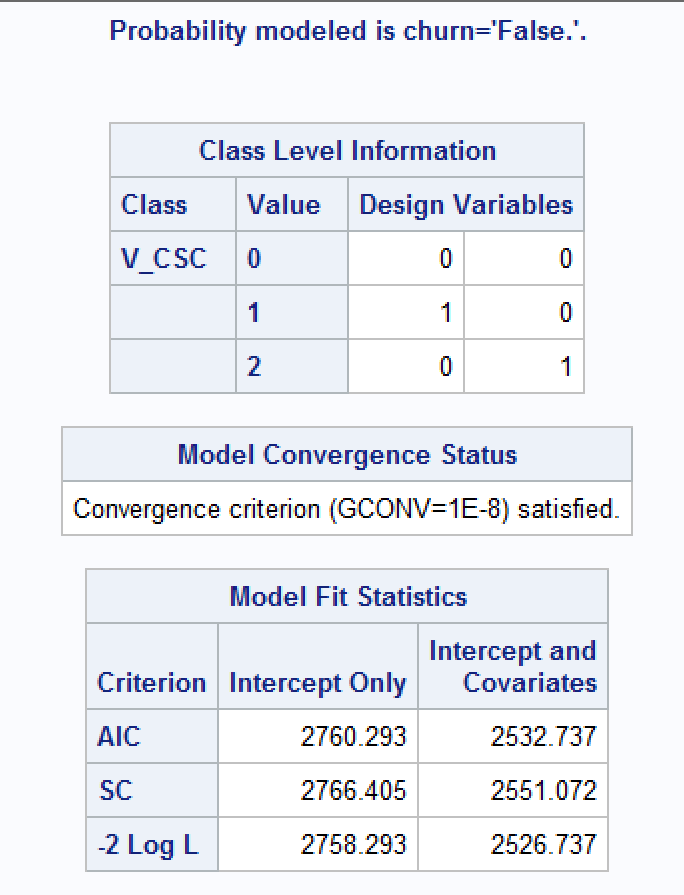 Probability modeled is churn='False.'.
Class Level Information
Class Value Design Variables
V_CSC 0 0 0
1 1 0
2 0 1
Model Convergence Status
Convergence criterion (GCONV=1E-8) satisfied.
Model Fit Statistics
Criterion Intercept Only Intercept and
Covariates
AIC 2760.293 2532.737
SC 2766.405 2551.072
-2 Log L 2758.293 2526.737